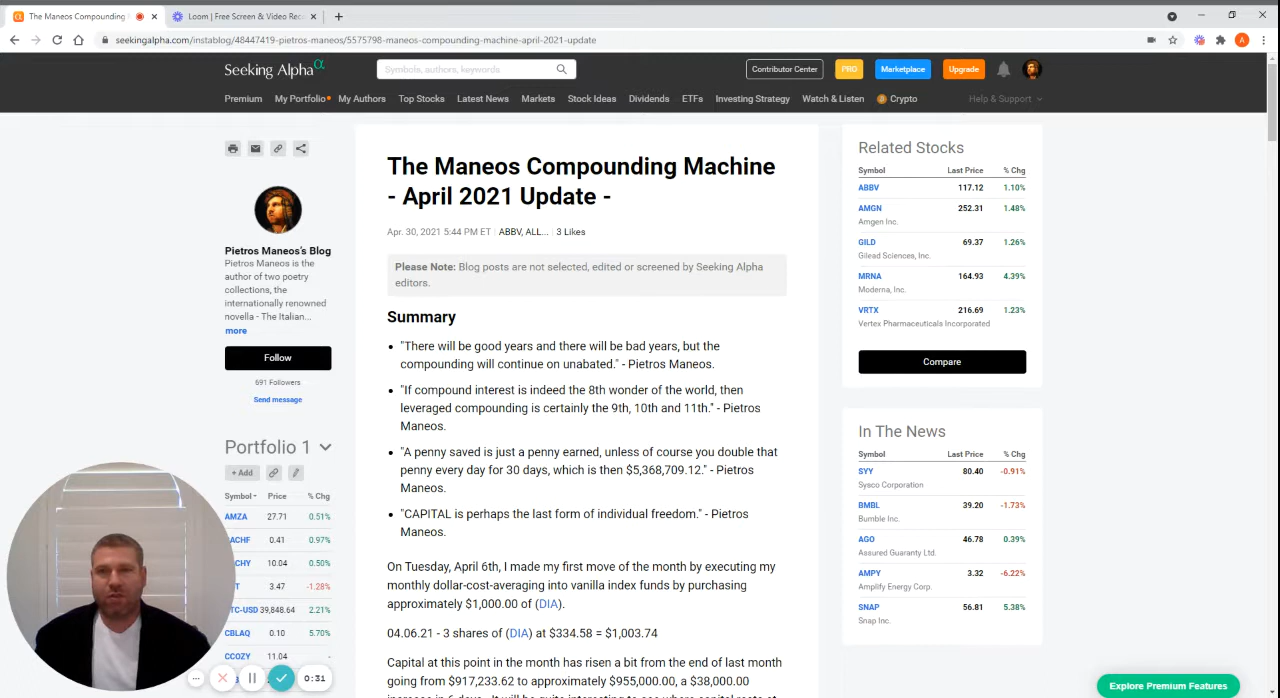 The Maneos Compounding
Loom | Free Screen & Video Rec
seekingalpha.com/instablog/48447419-pietros-maneos/5575798-maneos-compounding-machine-april-2021-update
A
Seeking Alpha α
Symbols, authors, keywords
Contributor Center
PRO
Marketplace
Upgrade
Premium
My Portfolio
My Authors
Top Stocks
Latest News
Markets
Stock Ideas
Dividends
ETFs
Investing Strategy
Watch & Listen
Crypto
Help & Support
Pietros Maneos's Blog
Pietros Maneos is the
author of two poetry
collections, the
internationally renowned
novella - The Italian...
more
Follow
691 Followers
Send message
Portfolio 1
+ Add
Symbol Price % Chg
AMZA 27.71 0.51%
ACHF 0.41 0.97%
ACHY 10.04 0.50%
T 3.47 -1.28%
TC-USD 39,848.64 2.21%
CBLAQ 0.10 5.70%
CCOZY 11.04 -
0:31
The Maneos Compounding Machine
- April 2021 Update -
Apr. 30, 2021 5:44 PM ET | ABBV, ALL... | 3 Likes
Please Note: Blog posts are not selected, edited or screened by Seeking Alpha
editors.
Summary
• "There will be good years and there will be bad years, but the
compounding will continue on unabated." - Pietros Maneos.
• "If compound interest is indeed the 8th wonder of the world, then
leveraged compounding is certainly the 9th, 10th and 11th." - Pietros
Maneos.
• "A penny saved is just a penny earned, unless of course you double that
penny every day for 30 days, which is then $5,368,709.12." - Pietros
Maneos.
• "CAPITAL is perhaps the last form of individual freedom." - Pietros
Maneos.
On Tuesday, April 6th, I made my first move of the month by executing my
monthly dollar-cost-averaging into vanilla index funds by purchasing
approximately $1,000.00 of (DIA).
04.06.21 - 3 shares of (DIA) at $334.58 = $1,003.74
Capital at this point in the month has risen a bit from the end of last month
going from $917,233.62 to approximately $955,000.00, a $38,000.00
Related Stocks
Symbol Last Price % Chg
ABBV 117.12 1.10%
AMGN 252.31 1.48%
Amgen Inc.
GILD 69.37 1.26%
Gilead Sciences, Inc.
MRNA 164.93 4.39%
Moderna, Inc.
VRTX 216.69 1.23%
Vertex Pharmaceuticals Incorporated
Compare
In The News
Symbol Last Price % Chg
SYY 80.40 -0.91%
Sysco Corporation
BMBL 39.20 -1.73%
Bumble Inc.
AGO 46.78 0.39%
Assured Guaranty Ltd.
AMPY 3.32 -6.22%
Amplify Energy Corp.
SNAP 56.81 5.38%
Snap Inc.
Explore Premium Features